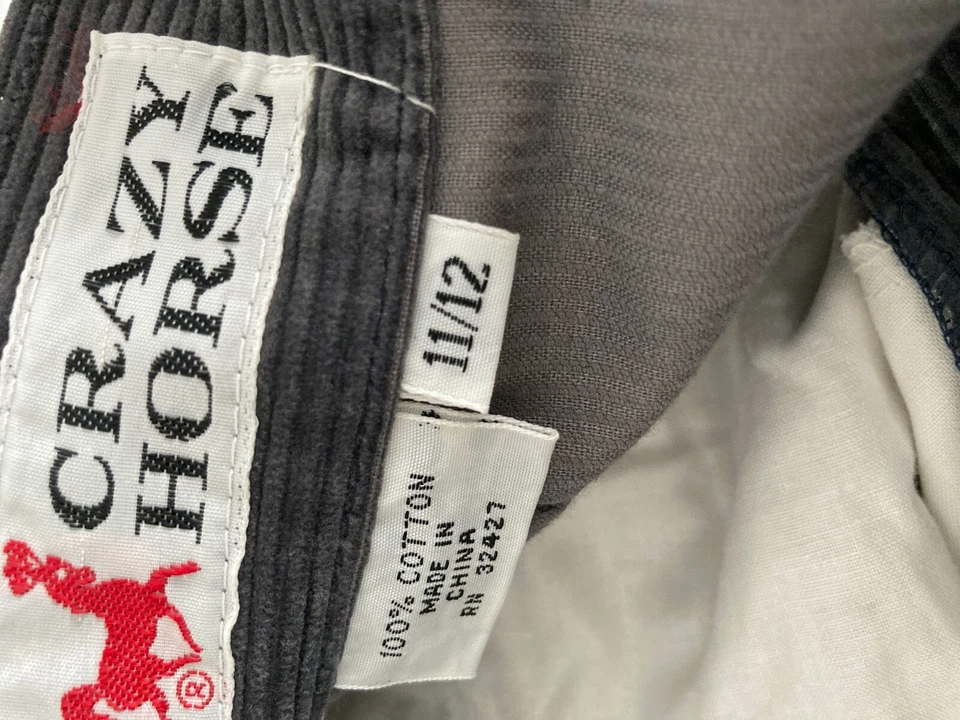 CRAZY
HORSE
®
11/12
100% COTTON
MADE IN
CHINA
RN 32427